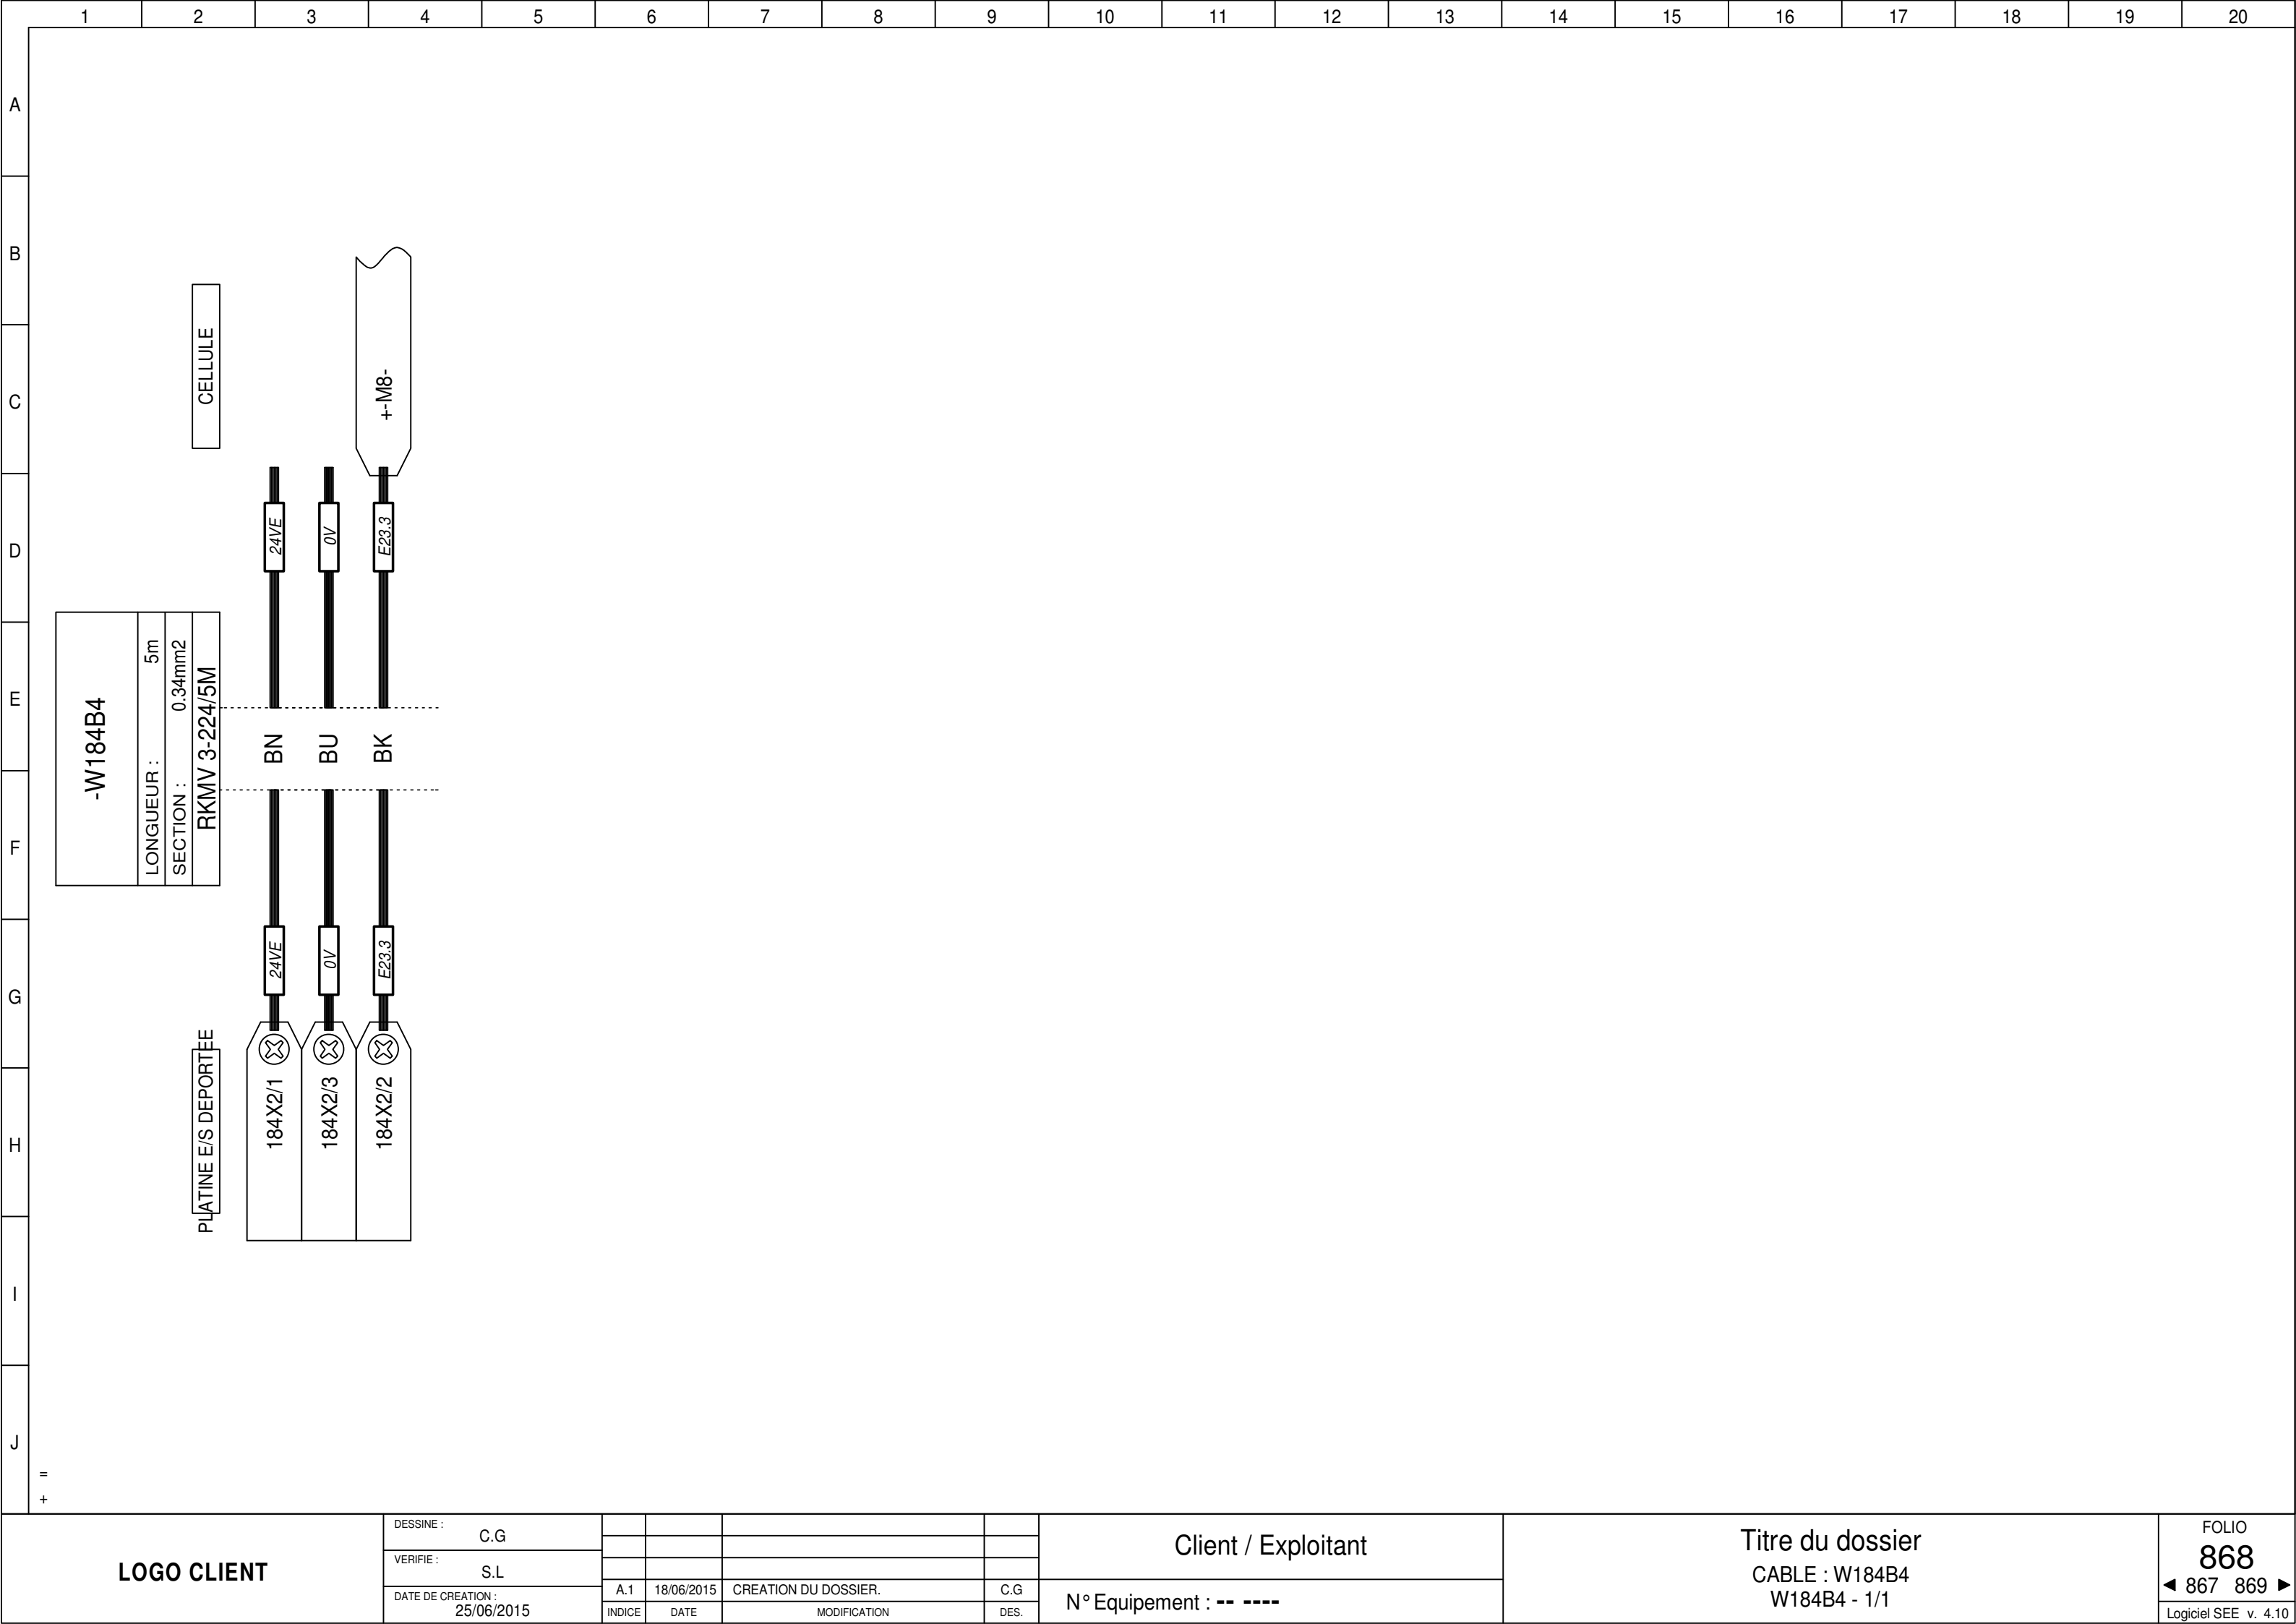 1 2 3 4 5 6 7 8 9 10 11 12 13 14 15 16 17 18 19 20
A
B
C
D
E
F
G
H
I
J
CELLULE
+-M8-
24VE 0V E23.3
-W184B4
LONGUEUR : 5m
SECTION : 0.34mm2
RKMV 3-224/5M
BN BU BK
24VE 0V E23.3
PLATINE E/S DEPORTEE
184X2/1 184X2/3 184X2/2
=
+
LOGO CLIENT
DESSINE :
C.G
VERIFIE :
S.L
DATE DE CREATION :
25/06/2015
A.1 18/06/2015 CREATION DU DOSSIER. C.G
INDICE DATE MODIFICATION DES.
Client / Exploitant
N° Equipement : -- ----
Titre du dossier
CABLE : W184B4
W184B4 - 1/1
FOLIO
868
◄ 867 869 ►
Logiciel SEE v. 4.10